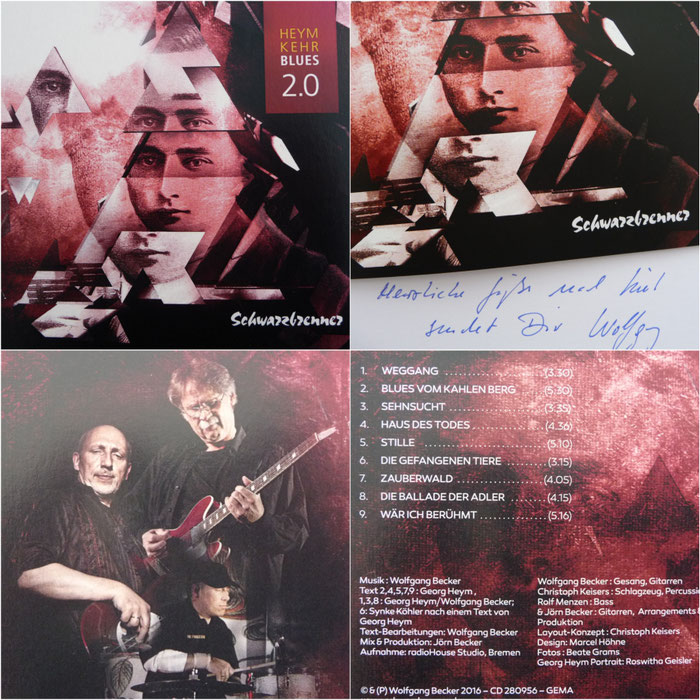 HEYM
KEHR
BLUES
2.0
Schwarzbrenner
Schwarzbrenner
Herzliche Grüße und
sendet Dir Wolfgang
1. WEGGANG ........................ (3.30)
2. BLUES VOM KAHLEN BERG ........ (5.30)
3. SEHNSUCHT ........................ (3.35)
4. HAUS DES TODES .................. (4.36)
5. STILLE ............................ (5.10)
6. DIE GEFANGENEN TIERE ......... (3.15)
7. ZAUBERWALD ..................... (4.05)
8. DIE BALLADE DER ADLER ........ (4.15)
9. WÄR ICH BERÜHMT ............... (5.16)
Musik : Wolfgang Becker
Text 2,4,5,7,9 : Georg Heym ,
1,3,8 : Georg Heym/Wolfgang Becker;
6: Synke Köhler nach einem Text von
Georg Heym
Text-Bearbeitungen: Wolfgang Becker
Mix & Produktion: Jörn Becker
Aufnahme: radioHouse Studio, Bremen
Wolfgang Becker : Gesang, Gitarren
Christoph Keisers : Schlagzeug, Percussio
Rolf Menzen : Bass
& Jörn Becker : Gitarren, Arrangements
Produktion
Layout-Konzept : Christoph Keisers
Design: Marcel Höhne
Fotos : Beate Grams
Georg Heym Portrait: Roswitha Geisler
© & (P) Wolfgang Becker 2016 – CD 280956 – GEMA